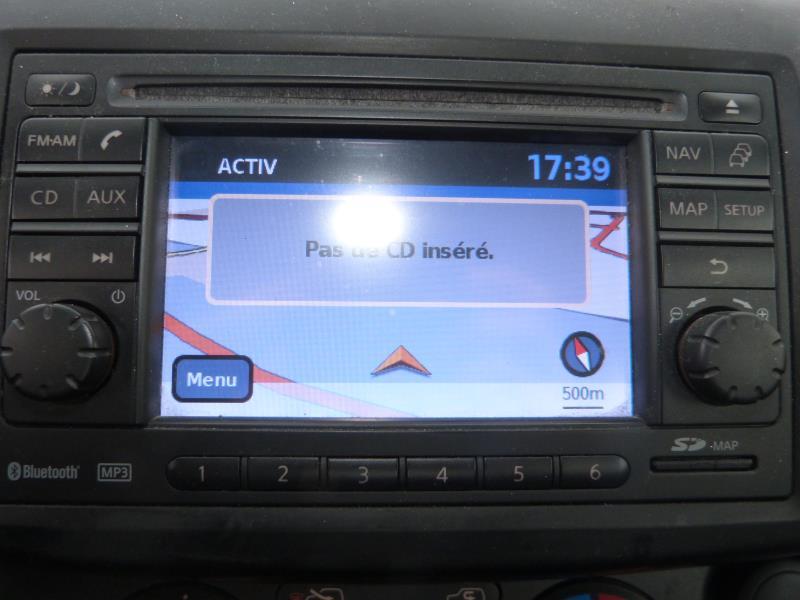 FM·AM
CD AUX
VOL
ACTIV 17:39
Pas de CD inséré.
Menu
500m
NAV
MAP SETUP
Bluetooth® MP3
1 2 3 4 5 6
SD -MAP